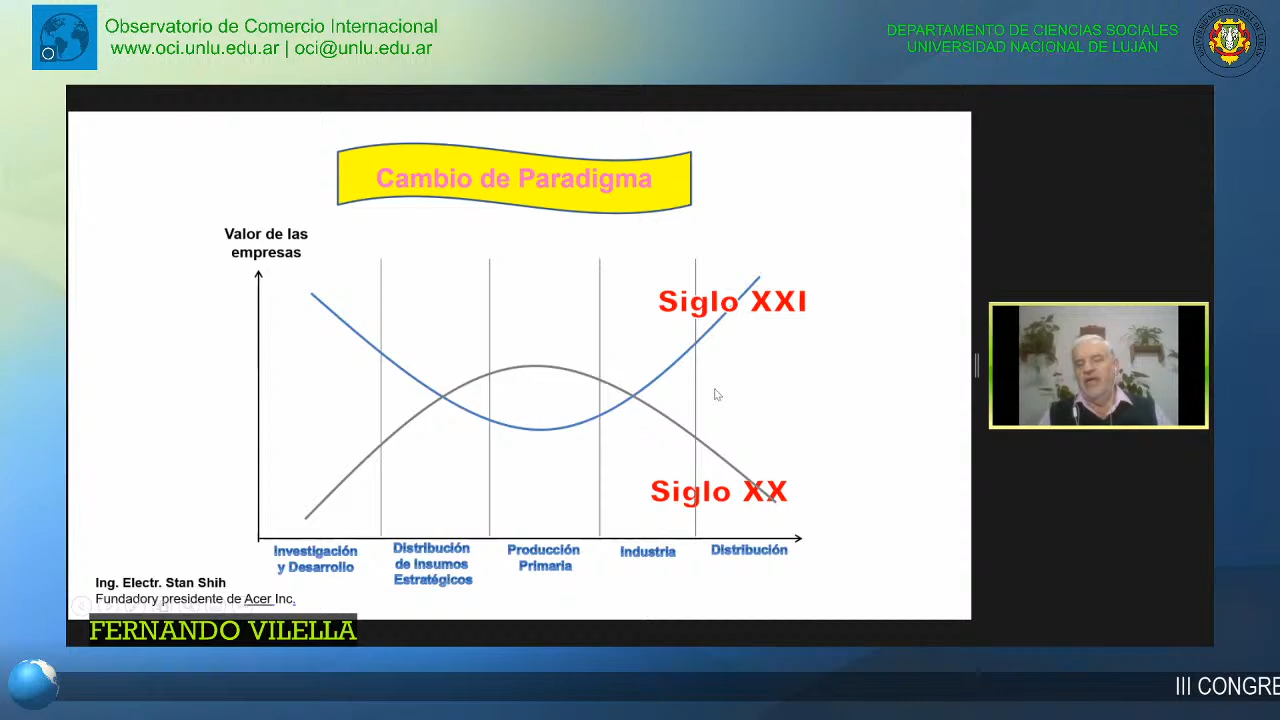 Observatorio de Comercio Internacional
www.oci.unlu.edu.ar | oci@unlu.edu.ar
DEPARTAMENTO DE CIENCIAS SOCIALES
UNIVERSIDAD NACIONAL DE LUJÁN
Cambio de Paradigma
Valor de las
empresas
Siglo XXI
Siglo XX
Investigación
y Desarrollo
Distribución
de Insumos
Estratégicos
Producción
Primaria
Industria
Distribución
Ing. Electr. Stan Shih
Fundadory presidente de Acer Inc.
FERNANDO VILELLA
III CONGRE